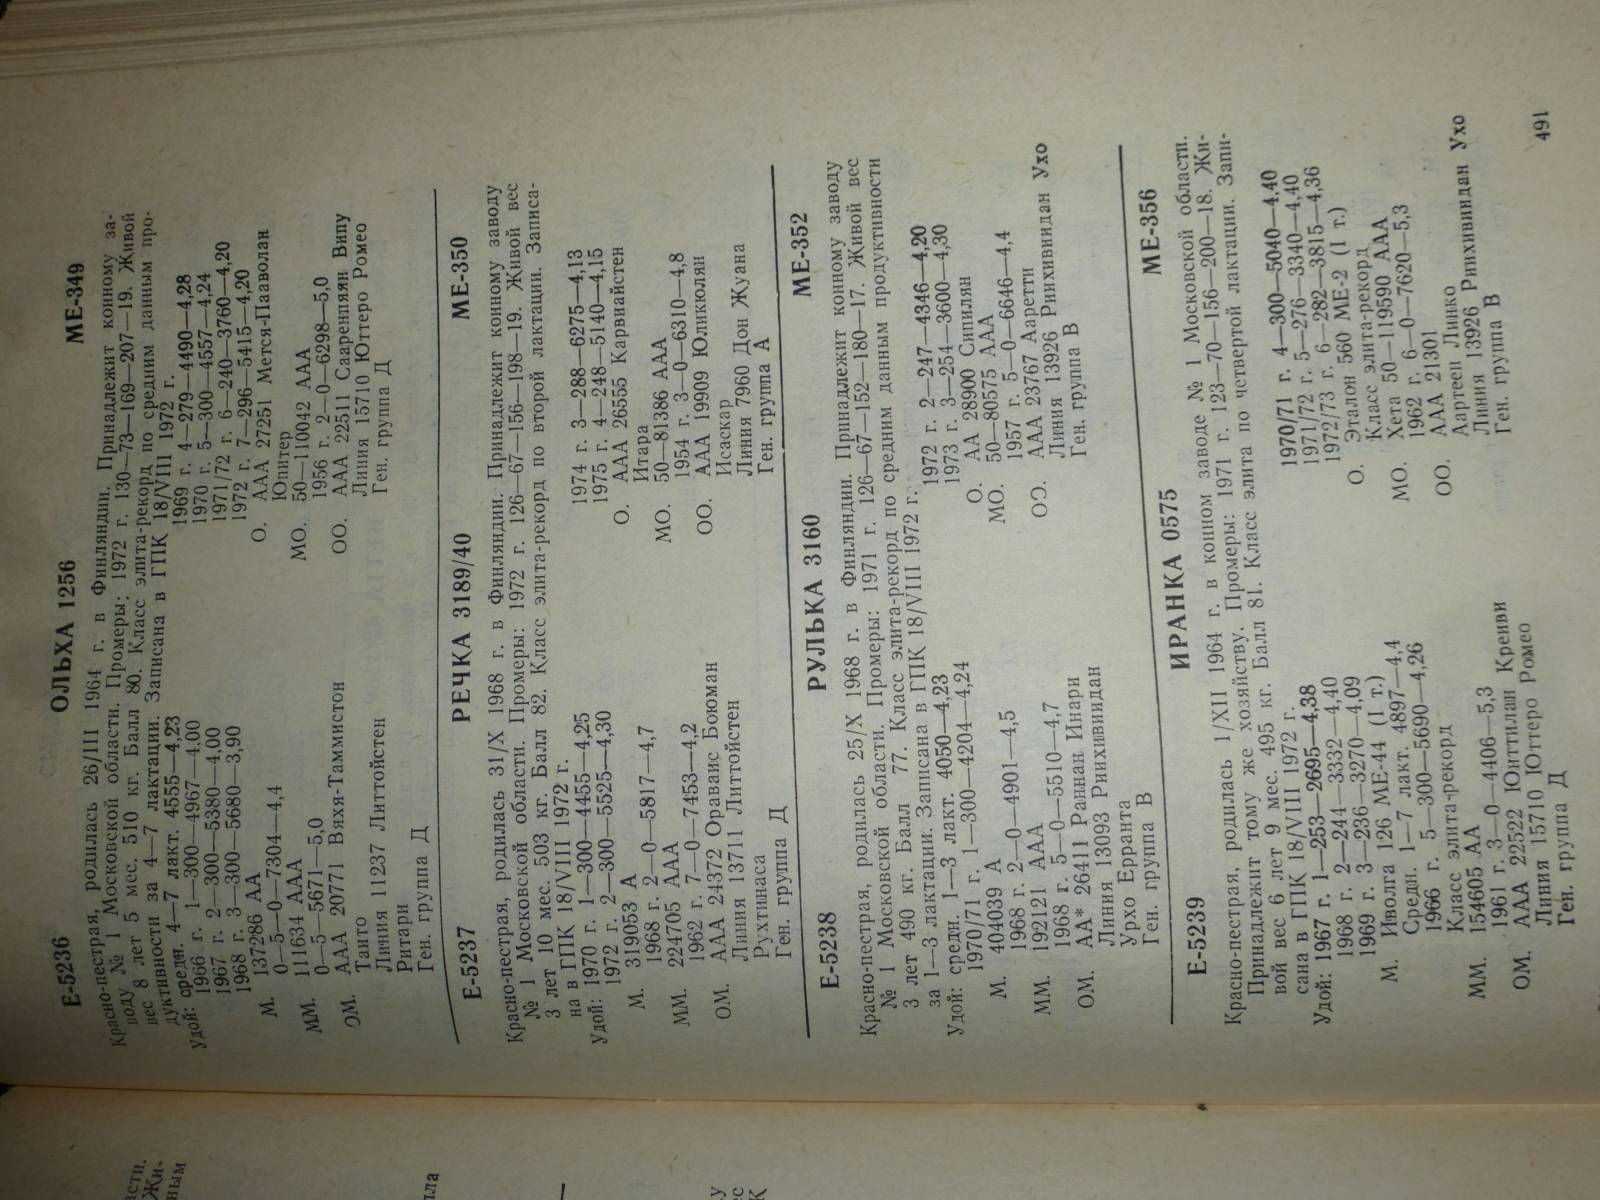 Е-5236 ОЛЬХА 1256 МЕ-349
Красно-пестрая, родилась 26/III 1964 г. в Финляндии. Принадлежит конному за-
воду № 1 Московской области. Промеры: 1972 г. 130—73—169—207—19. Живой
вес 8 лет 5 мес. 510 кг. Балл 80. Класс элита-рекорд по средним данным про-
дуктивности за 4—7 лактации. Записана в ГПК 18/VIII 1972 г.
Удой: средн. 4—7 лакт. 4555—4,23
1966 г. 1—300—4967—4,00
1967 г. 2—300—5380—4,00
1968 г. 3—300—5680—3,90
М. 137286 АА
0—5—0—7304—4,4
ММ. 111634 ААА
0—5——5671—5,0
ОМ. ААА 20771 Вяхя-Таммистон
Танто
Личния 11237 Литтойстен
Ритари
Ген. группа Д
1969 г. 4—279—4490—4,28
1970 г. 5—300—4557—4,24
1971/72 г. 6—240—3760—4,20
1972 г. 7—296—5415—4,20
О. ААА 27251 Мется-Пааволан
Юпитер
МО. 50—110042 ААА
1956 г. 2—0—6298—5,0
ОО. ААА 22511 Сааренпяян Випу
Линия 15710 Юттеро Ромео
Ген. группа Д
Е-5237 РЕЧКА 3189/40 МЕ-350
Красно-пестрая, родилась 31/X 1968 г. в Финляндии. Принадлежит конному заводу
№ 1 Московской области. Промеры: 1972 г. 126—67—156—198—19. Живой вес
3 лет 10 мес. 503 кг. Балл 82. Класс элита-рекорд по второй лактации. Записа-
на в ГПК 18/VIII 1972 г.
Удой: 1970 г. 1—300—4455—4,25
1972 г. 2—300—5525—4,30
М. 319053 А
1968 г. 2—0—5817—4,7
ММ. 224705 ААА
1962 г. 7—0—7453—4,2
ОМ. ААА 24372 Ораваис Боюман
Линия 13711 Литтойстен
Рухтинаса
Ген. группа Д
1974 г. 3—288—6275—4,13
1975 г. 4—248—5140—4,15
О. ААА 26555 Карвиайстен
Итара
МО. 50—81386 ААА
1954 г. 3—0—6310—4,8
ОО. ААА 19909 Юликюлян
Исаскар
Линия 7960 Дон Жуана
Ген. группа А
Е-5238 РУЛЬКА 3160 МЕ-352
Красно-пестрая, родилась 25/X 1968 г. в Финляндии. Принадлежит конному заводу
№ 1 Московской области. Промеры: 1971 г. 126—67—152—180—17. Живой вес
3 лет 490 кг. Балл 77. Класс элита-рекорд по средним данным продуктивности
за 1—3 лактации. Записана в ГПК 18/VIII 1972 г.
Удой: средн. 1—3 лакт. 4050—4,23
1970/71 г. 1—300—4204—4,24
М. 404039 А
1968 г. 2—0—4901—4,5
ММ. 192121 ААА
1968 г. 5—0—5510—4,7
ОМ. АА* 26411 Раннан Инари
Линия 13093 Риихивиидан
Урхо Ерранта
Ген. группа В
1972 г. 2—247—4346—4,20
1973 г. 3—254—3600—4,30
О. АА 28900 Сипилян
МО. 50—80575 ААА
1957 г. 5—0—6646—4,4
ОО. ААА 23767 Ааретти
Линия 13926 Риихивиидан Ухо
Ген. группа В
Е-5239 ИРАНКА 0575 МЕ-356
Красно-пестрая, родилась 1/XII 1964 г. в конном заводе № 1 Московской области.
Принадлежит тому же хозяйству. Промеры: 1971 г. 123—70—156—200—18. Жи-
вой вес 6 лет 9 мес. 495 кг. Балл 81. Класс элита по четвертой лактации. Запи-
сана в ГПК 18/VIII 1972 г.
Удой: 1967 г. 1—253—2695—4,38
1968 г. 2—244—3332—4,40
1969 г. 3—236—3270—4,09
М. Иволга 126 МЕ-44 (I т.)
Средн. 1—7 лакт. 4897—4,4
1966 г. 5—300—5690—4,26
Класс элита-рекорд
ММ. 154605 АА
1961 г. 3—0—4406—5,3
ОМ. ААА 22522 Юнттилан Креиви
Линия 15710 Юттеро Ромео
Ген. группа Д
1970/71 г. 4—300—5040—4,40
1971/72 г. 5—276—3340—4,40
1972/73 г. 6—282—3815—4,36
О. Эталон 560 МЕ-2 (I т.)
Класс элита-рекорд
Хета 50—119590 ААА
МО. 1962 г. 6—0—7620—5,3
ОО. ААА 21301
Аартеен Линко
Линия 13926 Риихивиидан Ухо
Ген. группа В
491